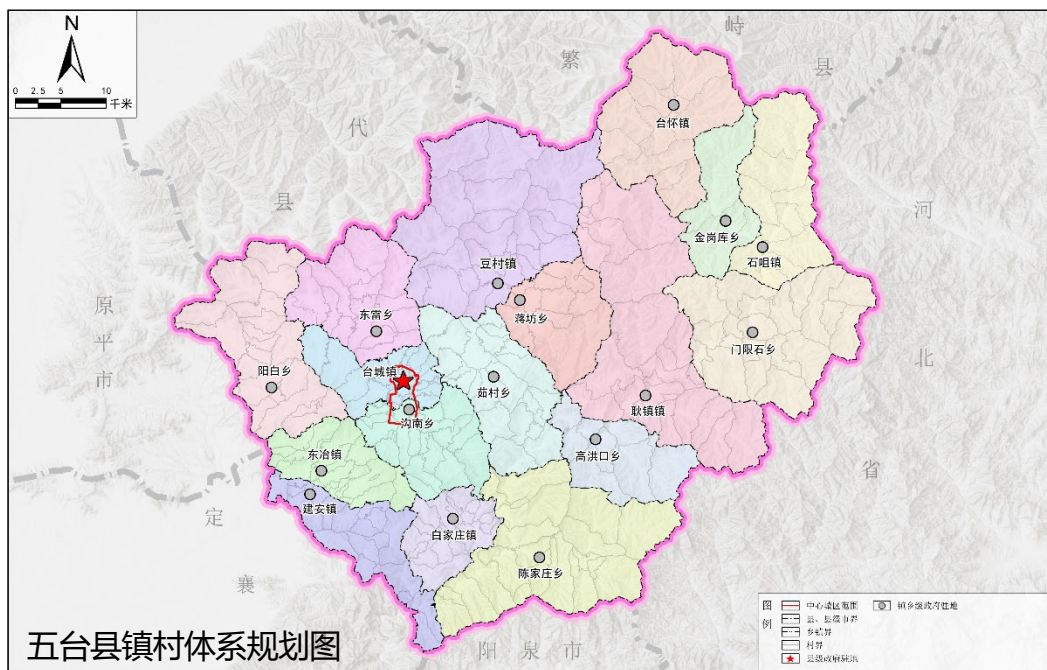 N
0 2.5 5 10
千米
峙
繁
县
代
县
台怀镇
河
金岗库乡
石咀镇
豆村镇
蒋坊乡
原
东雷乡
门限石乡
平
北
市
台城镇
阳白乡
茹村乡
耿镇镇
沟南乡
高洪口乡
东冶镇
省
建安镇
定
白家庄镇
陈家庄乡
襄
阳泉市
五台县镇村体系规划图
图例
中心城区范围
镇乡级政府驻地
县、县级市界
乡镇界
村界
县级政府驻地